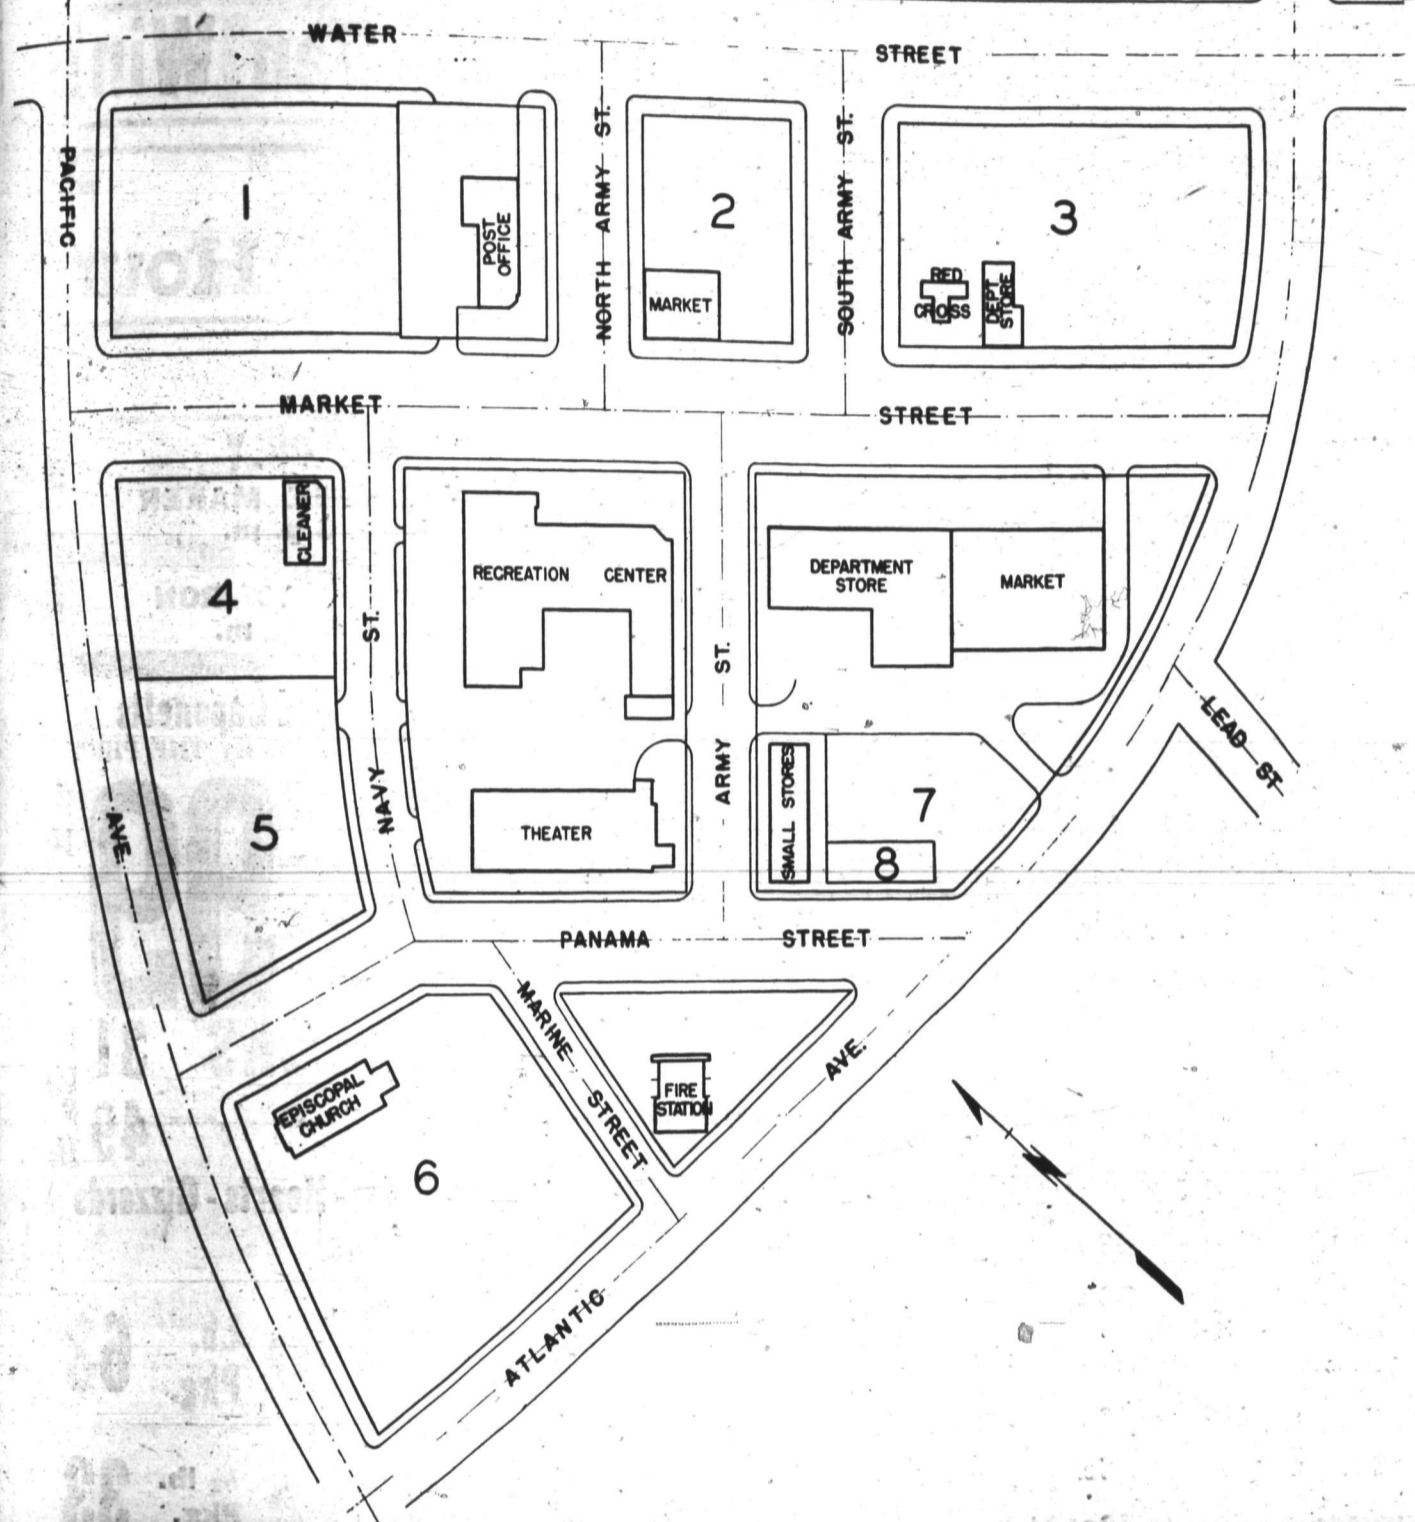 WATER STREET
PACIFIC AVE.
1
POST
OFFICE
NORTH ARMY ST.
2
MARKET
SOUTH ARMY ST.
3
RED
CROSS
DEPT.
STORE
MARKET STREET
CLEANER
4
5
NAVY ST.
RECREATION CENTER
THEATER
ARMY ST.
DEPARTMENT
STORE
MARKET
SMALL STORES
7
8
LEAD ST.
PANAMA STREET
MARINE STREET
EPISCOPAL
CHURCH
6
FIRE
STATION
ATLANTIC AVE.